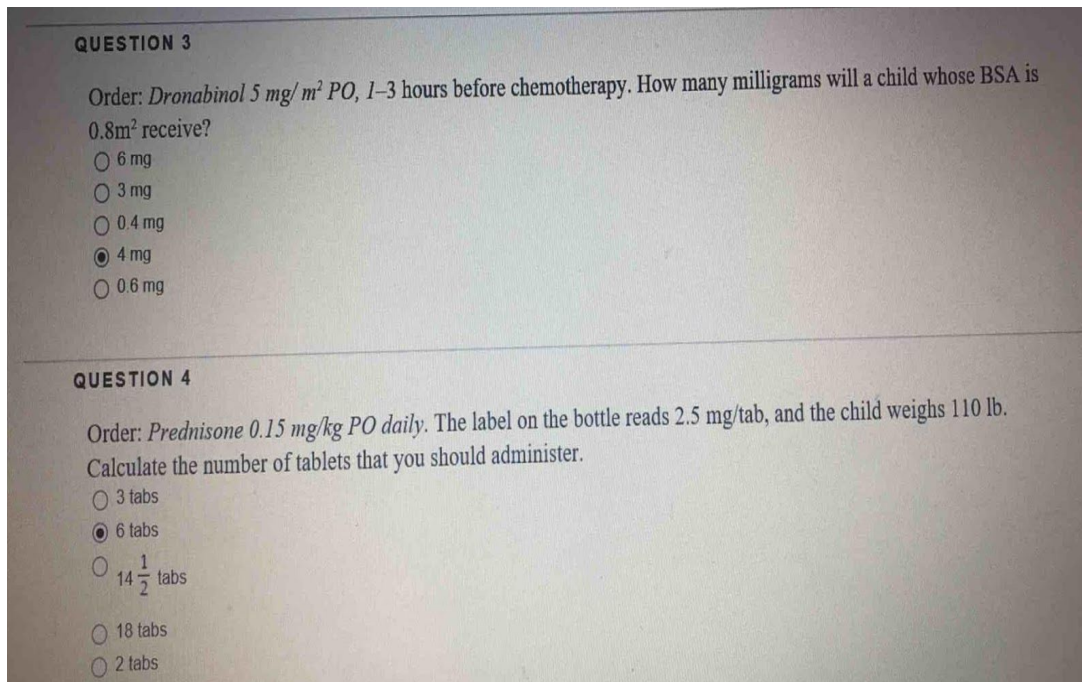 QUESTION 3
Order: Dronabinol 5 mg/ m² PO, 1–3 hours before chemotherapy. How many milligrams will a child whose BSA is
0.8m² receive?
6 mg
3 mg
0.4 mg
4 mg
0.6 mg
QUESTION 4
Order: Prednisone 0.15 mg/kg PO daily. The label on the bottle reads 2.5 mg/tab, and the child weighs 110 lb.
Calculate the number of tablets that you should administer.
3 tabs
6 tabs
14 1/2 tabs
18 tabs
2 tabs